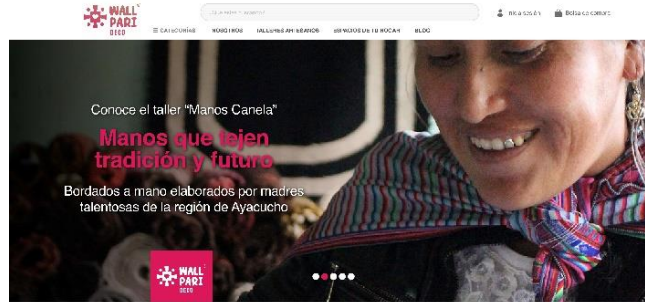 WALL
PARI
DECO
Inicia sesión
Bolsa de compra
CATEGORÍAS NOSOTROS TALLERES ARTESANOS ESPACIOS DE TU HOGAR BLOG
Conoce el taller “Manos Canela”
Manos que tejen
tradición y futuro
Bordados a mano elaborados por madres
talentosas de la región de Ayacucho
WALL
PARI
DECO